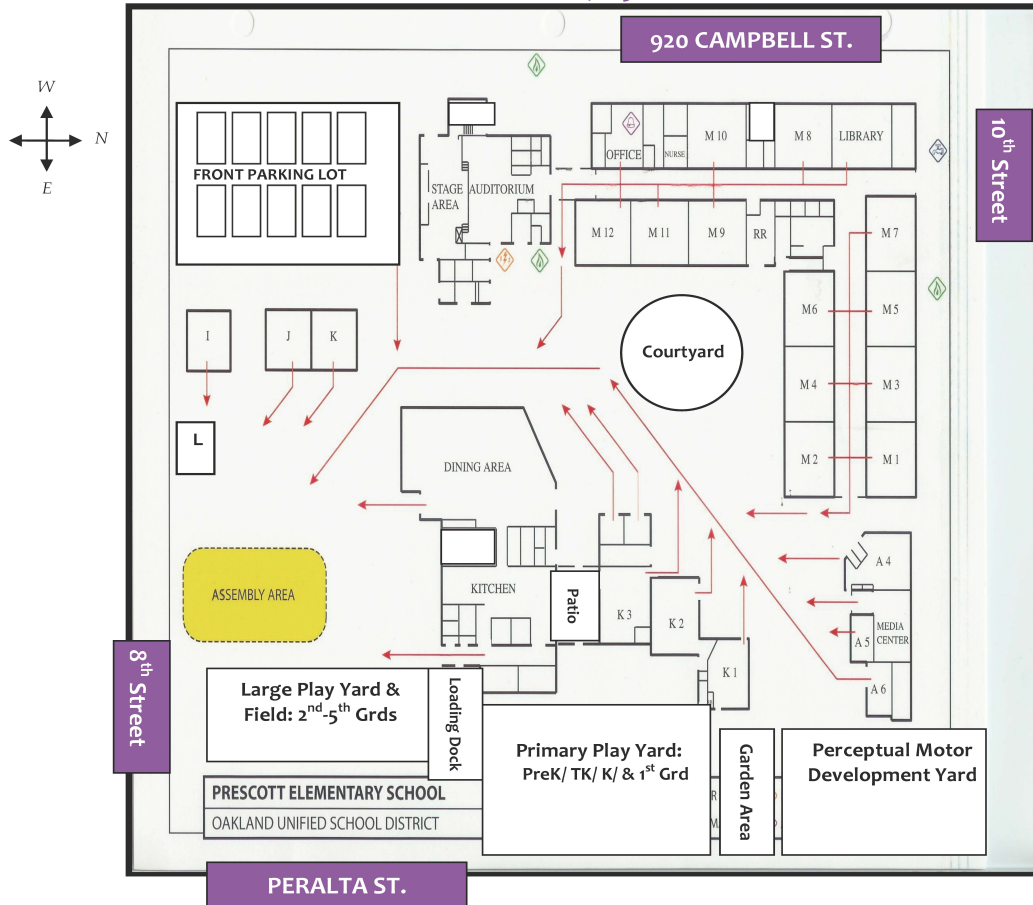 920 CAMPBELL ST.
W
N
E
10th Street
FRONT PARKING LOT
STAGE AREA
AUDITORIUM
OFFICE
NURSE
M 10
M 8
LIBRARY
M 12
M 11
M 9
RR
M 7
M6
M 5
M 4
M 3
M 2
M 1
I
J
K
L
Courtyard
DINING AREA
KITCHEN
Patio
K 3
K 2
K 1
A 4
MEDIA CENTER
A 5
A 6
ASSEMBLY AREA
8th Street
Large Play Yard &
Field: 2nd-5th Grds
Loading Dock
Primary Play Yard:
PreK/ TK/ K/ & 1st Grd
Garden Area
Perceptual Motor
Development Yard
PRESCOTT ELEMENTARY SCHOOL
OAKLAND UNIFIED SCHOOL DISTRICT
PERALTA ST.